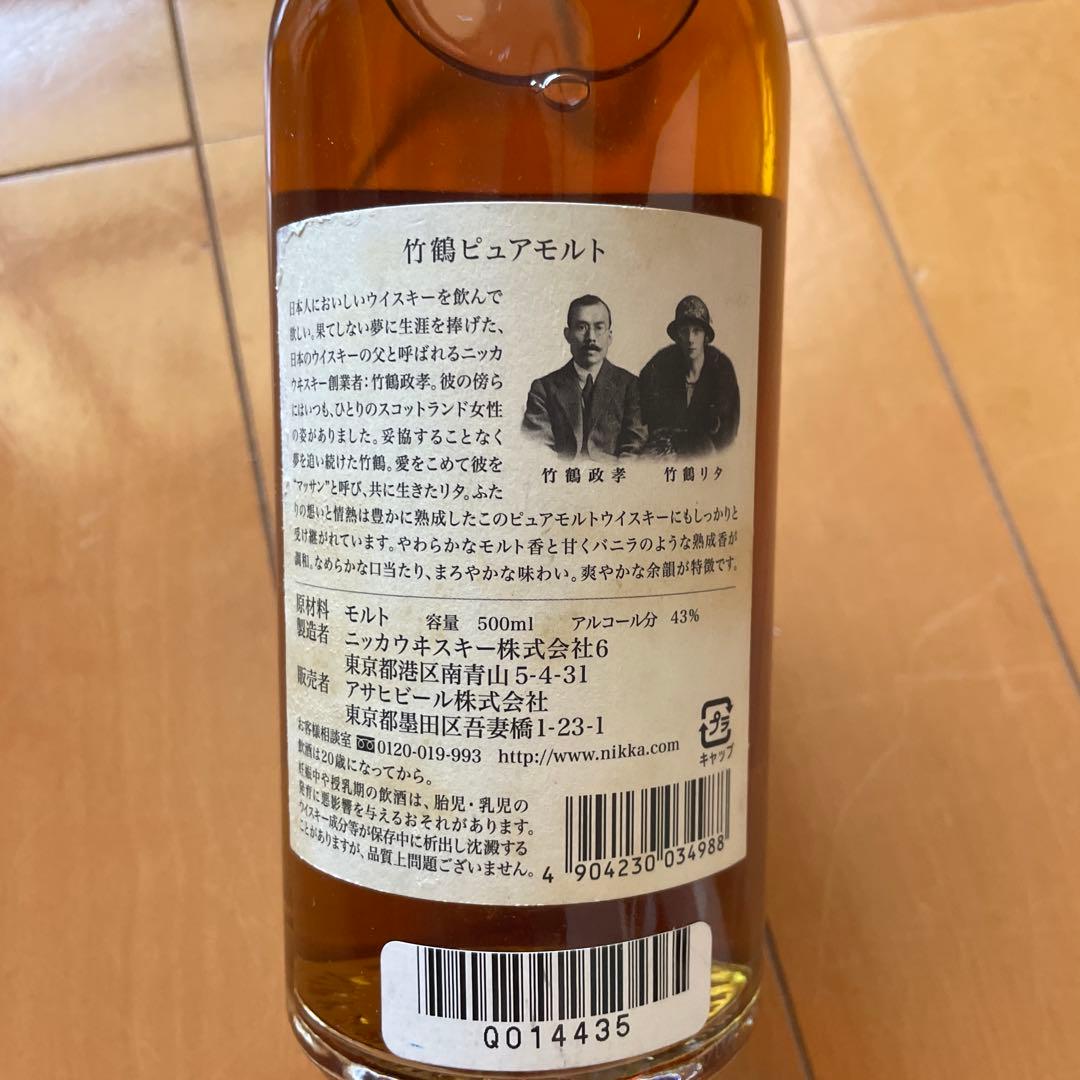 竹鶴ピュアモルト
日本人においしいウイスキーを飲んで
欲しい。果てしない夢に生涯を捧げた、
日本のウイスキーの父と呼ばれるニッカ
ウヰスキー創業者：竹鶴政孝。彼の傍ら
にはいつも、ひとりのスコットランド女性
の姿がありました。妥協することなく
夢を追い続けた竹鶴。愛をこめて彼を
“マッサン”と呼び、共に生きたリタ。ふた
りの想いと情熱は豊かに熟成したこのピュアモルトウイスキーにもしっかりと
受け継がれています。やわらかなモルト香と甘くバニラのような熟成香が
調和。なめらかな口当たり、まろやかな味わい。爽やかな余韻が特徴です。
竹鶴政孝 竹鶴リタ
原材料 モルト 容量 500ml アルコール分 43%
製造者 ニッカウヰスキー株式会社6
東京都港区南青山5-4-31
販売者 アサヒビール株式会社
東京都墨田区吾妻橋1-23-1
お客様相談室 0120-019-993 http://www.nikka.com
飲酒は20歳になってから。
妊娠中や授乳期の飲酒は、胎児・乳児の
発育に悪影響を与えるおそれがあります。
ウイスキー成分等が保存中に析出し沈澱する
ことがありますが、品質上問題ございません。
プラ
キャップ
4 904230 034988
Q014435